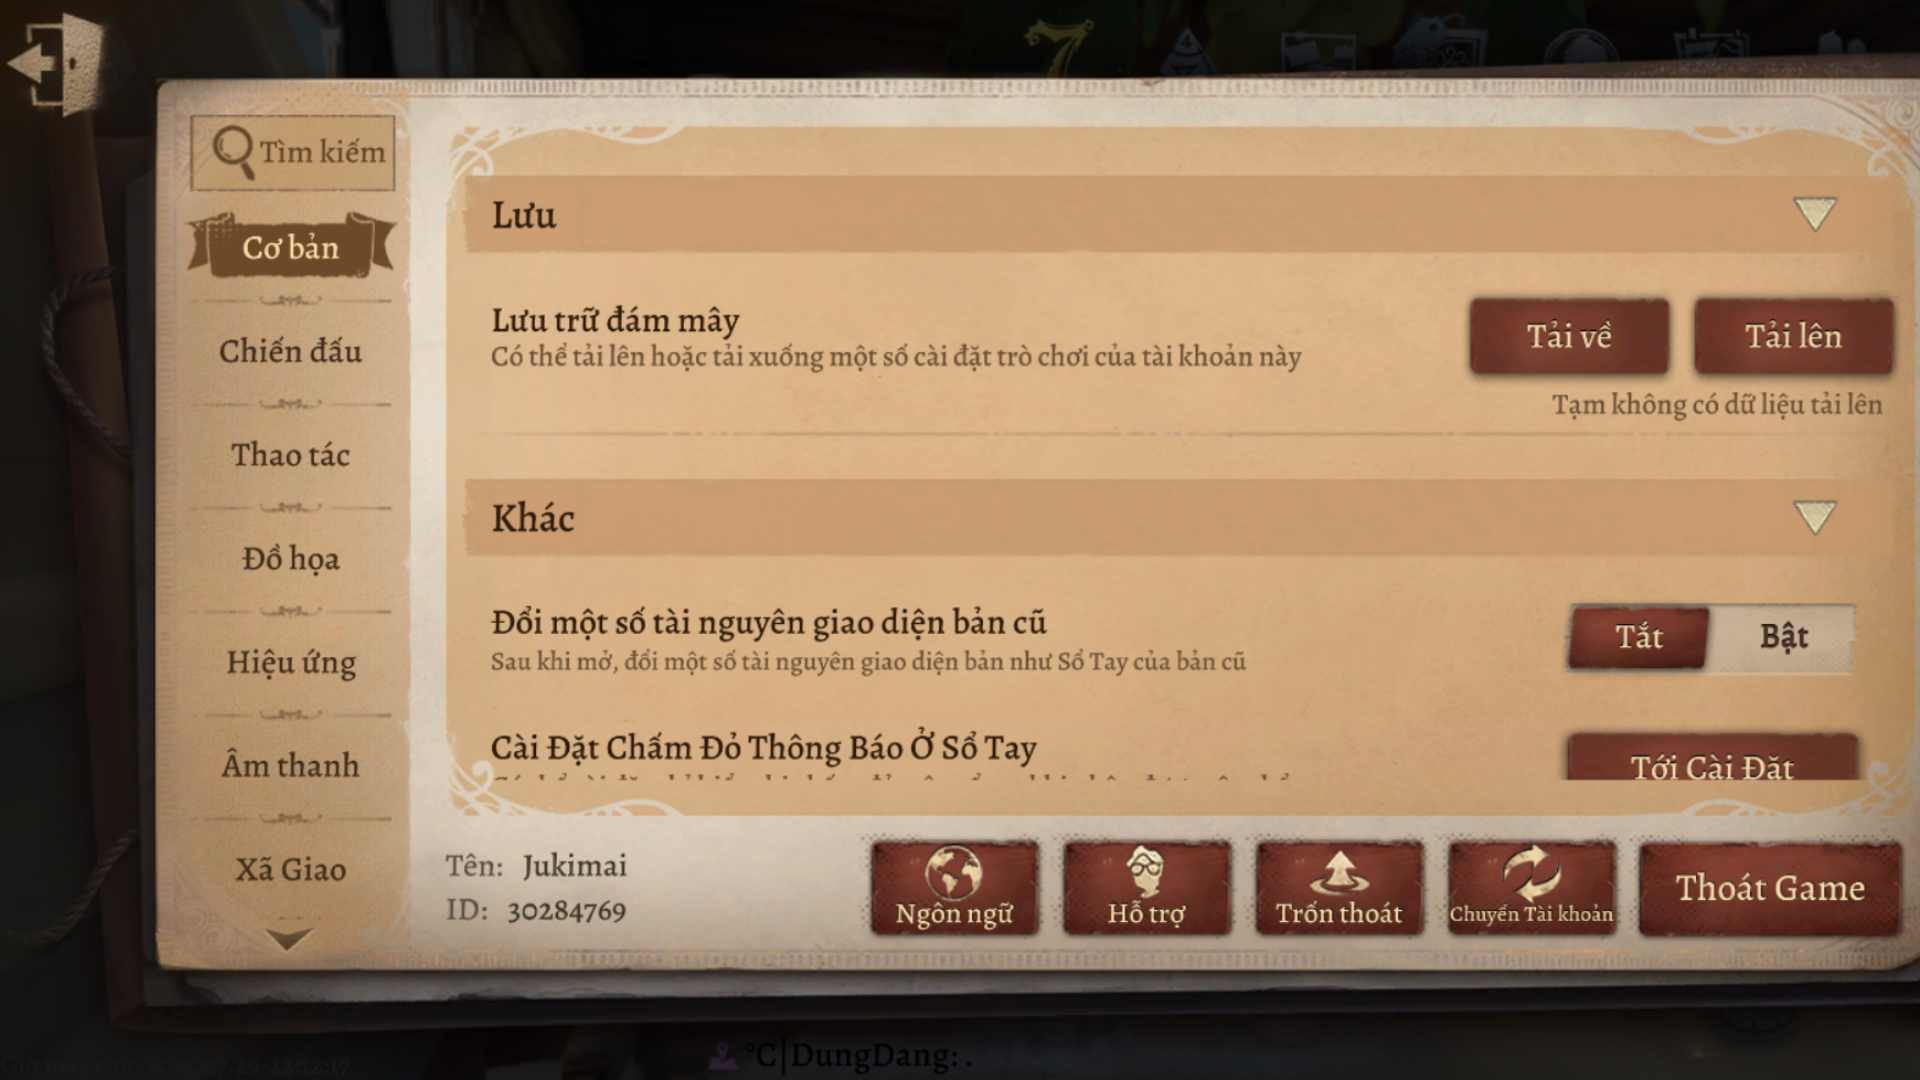 Tìm kiếm
Cơ bản
Chiến đấu
Thao tác
Đồ họa
Hiệu ứng
Âm thanh
Xã Giao
Lưu
Lưu trữ đám mây
Có thể tải lên hoặc tải xuống một số cài đặt trò chơi của tài khoản này
Tải về
Tải lên
Tạm không có dữ liệu tải lên
Khác
Đổi một số tài nguyên giao diện bản cũ
Sau khi mở, đổi một số tài nguyên giao diện bản như Sổ Tay của bản cũ
Tắt
Bật
Cài Đặt Chấm Đỏ Thông Báo Ở Sổ Tay
Tới Cài Đặt
Tên: Jukimai
ID: 30284769
Ngôn ngữ
Hỗ trợ
Trốn thoát
Chuyển Tài khoản
Thoát Game
°C|DungDang: .